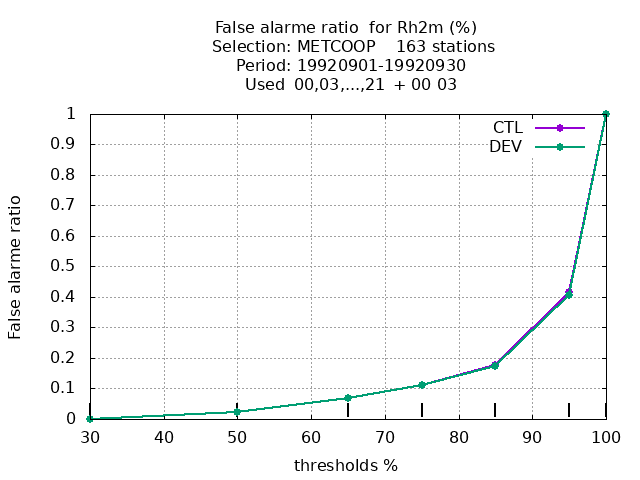 False alarme ratio  for Rh2m (%)
Selection: METCOOP    163 stations
Period: 19920901-19920930
Used  00,03,...,21  + 00 03
CTL
DEV
1
0.9
0.8
0.7
0.6
0.5
0.4
0.3
0.2
0.1
0
False alarme ratio
30 40 50 60 70 80 90 100
thresholds %